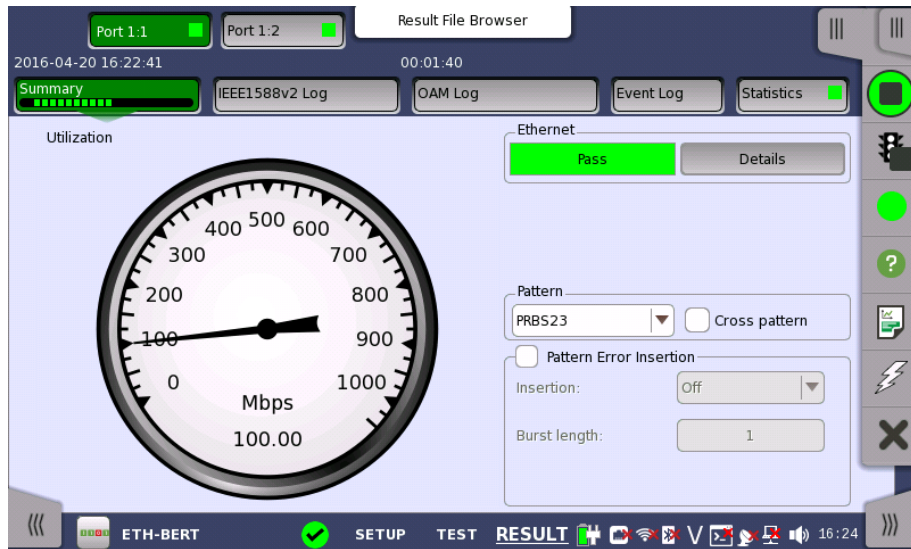 Port 1:1
Port 1:2
Result File Browser
2016-04-20 16:22:41
00:01:40
Summary
IEEE1588v2 Log
OAM Log
Event Log
Statistics
Utilization
0
100
200
300
400
500
600
700
800
900
1000
Mbps
100.00
Ethernet
Pass
Details
Pattern
PRBS23
Cross pattern
Pattern Error Insertion
Insertion:
Off
Burst length:
1
ETH-BERT
SETUP
TEST
RESULT
V
16:24